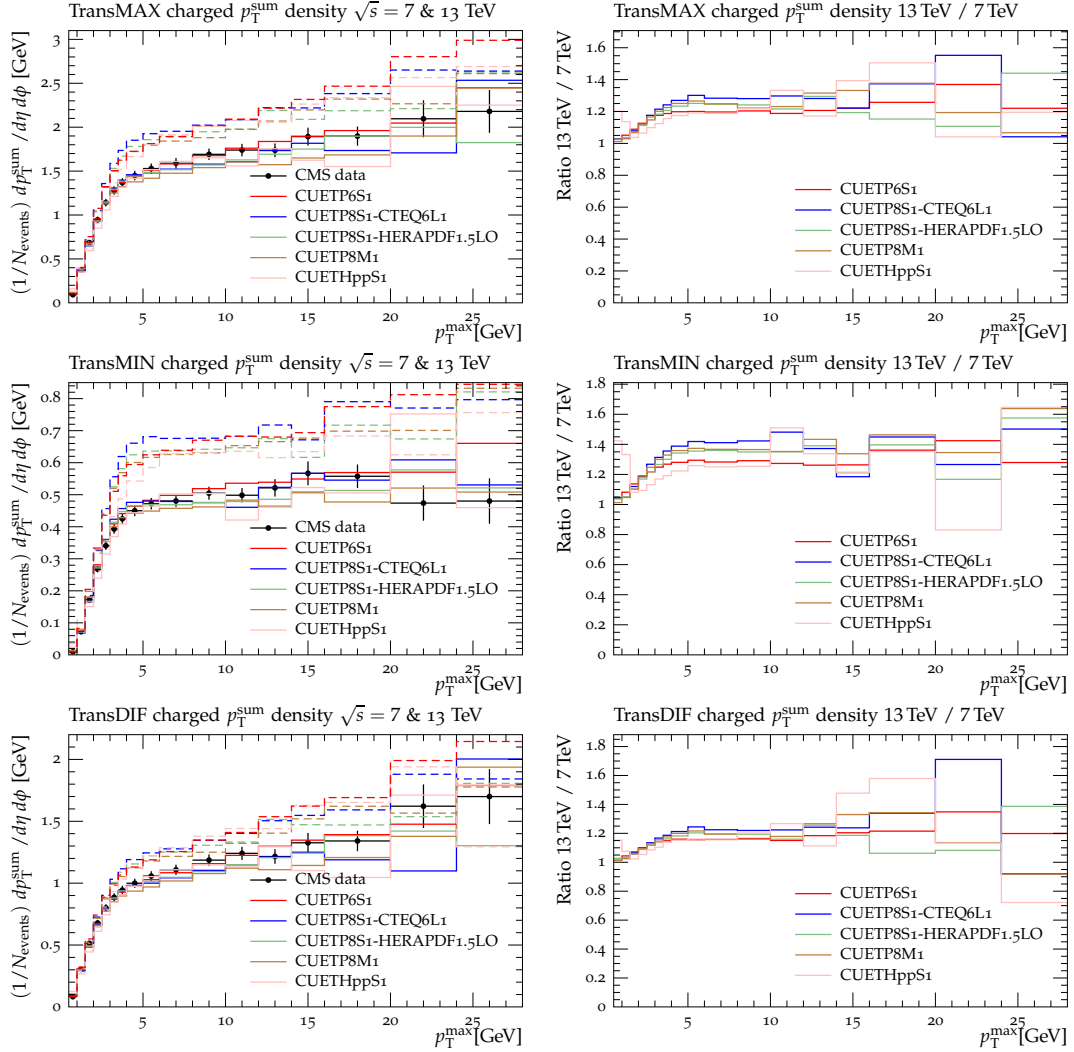 TransMAX charged p_T^sum density √s = 7 & 13 TeV
(1/N_events) dp_T^sum/dη dϕ [GeV]
3
2.5
2
1.5
1
0.5
0
CMS data
CUETP6S1
CUETP8S1-CTEQ6L1
CUETP8S1-HERAPDF1.5LO
CUETP8M1
CUETHppS1
5 10 15 20 25
p_T^max[GeV]
TransMAX charged p_T^sum density 13 TeV / 7 TeV
Ratio 13 TeV / 7 TeV
1.6
1.4
1.2
1
0.8
0.6
0.4
0.2
0
CUETP6S1
CUETP8S1-CTEQ6L1
CUETP8S1-HERAPDF1.5LO
CUETP8M1
CUETHppS1
5 10 15 20 25
p_T^max[GeV]
TransMIN charged p_T^sum density √s = 7 & 13 TeV
(1/N_events) dp_T^sum/dη dϕ [GeV]
0.8
0.7
0.6
0.5
0.4
0.3
0.2
0.1
0
CMS data
CUETP6S1
CUETP8S1-CTEQ6L1
CUETP8S1-HERAPDF1.5LO
CUETP8M1
CUETHppS1
5 10 15 20 25
p_T^max[GeV]
TransMIN charged p_T^sum density 13 TeV / 7 TeV
Ratio 13 TeV / 7 TeV
1.8
1.6
1.4
1.2
1
0.8
0.6
0.4
0.2
0
CUETP6S1
CUETP8S1-CTEQ6L1
CUETP8S1-HERAPDF1.5LO
CUETP8M1
CUETHppS1
5 10 15 20 25
p_T^max[GeV]
TransDIF charged p_T^sum density √s = 7 & 13 TeV
(1/N_events) dp_T^sum/dη dϕ [GeV]
2
1.5
1
0.5
0
CMS data
CUETP6S1
CUETP8S1-CTEQ6L1
CUETP8S1-HERAPDF1.5LO
CUETP8M1
CUETHppS1
5 10 15 20 25
p_T^max[GeV]
TransDIF charged p_T^sum density 13 TeV / 7 TeV
Ratio 13 TeV / 7 TeV
1.8
1.6
1.4
1.2
1
0.8
0.6
0.4
0.2
0
CUETP6S1
CUETP8S1-CTEQ6L1
CUETP8S1-HERAPDF1.5LO
CUETP8M1
CUETHppS1
5 10 15 20 25
p_T^max[GeV]